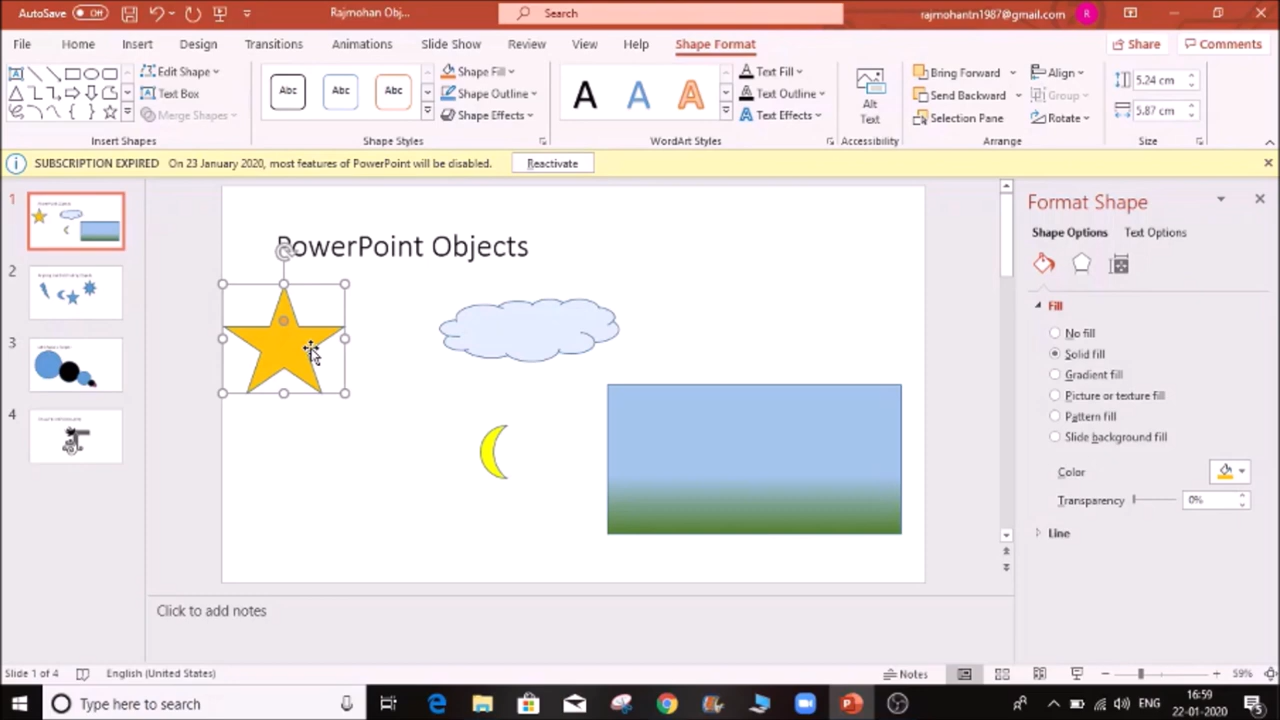 AutoSave Off Rajmohan Obj... Search rajmohantn1987@gmail.com R
File Home Insert Design Transitions Animations Slide Show Review View Help Shape Format Share Comments
Edit Shape
Text Box
Merge Shapes
Insert Shapes
Abc Abc Abc
Shape Fill
Shape Outline
Shape Effects
Shape Styles
A A A
Text Fill
Text Outline
Text Effects
WordArt Styles
Alt
Text
Accessibility
Bring Forward
Send Backward
Selection Pane
Align
Group
Rotate
Arrange
5.24 cm
5.87 cm
Size
SUBSCRIPTION EXPIRED On 23 January 2020, most features of PowerPoint will be disabled. Reactivate
1
2
3
4
PowerPoint Objects
Click to add notes
Format Shape
Shape Options Text Options
Fill
No fill
Solid fill
Gradient fill
Picture or texture fill
Pattern fill
Slide background fill
Color
Transparency 0%
Line
Slide 1 of 4 English (United States) Notes 59%
Type here to search ENG 16:59
22-01-2020 5